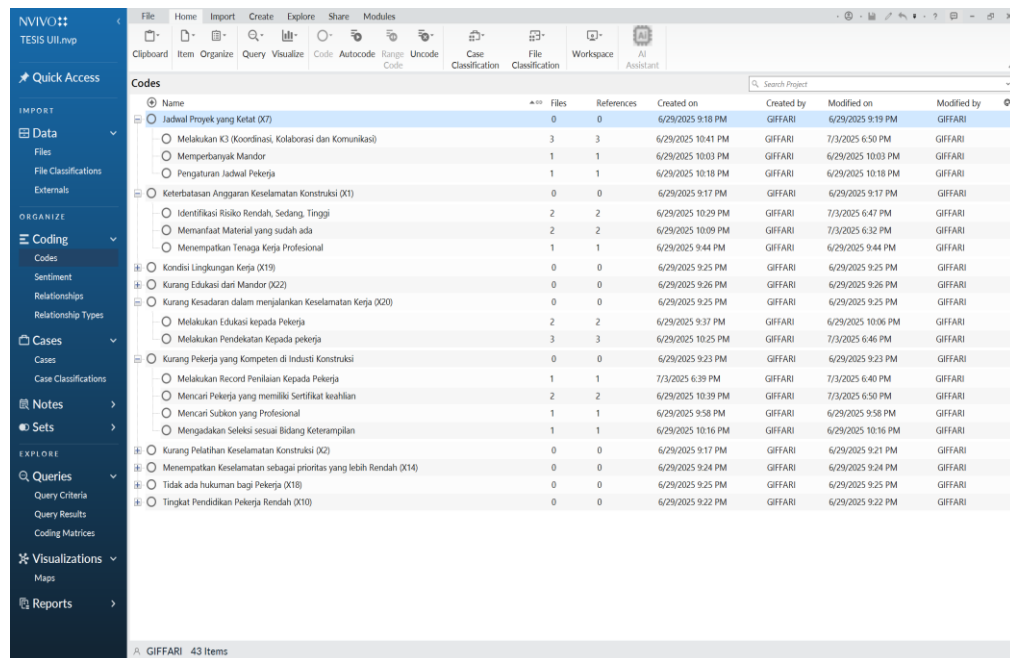 NVIVO
TESIS UII.nvp
Quick Access
IMPORT
Data
Files
File Classifications
Externals
ORGANIZE
Coding
Codes
Sentiment
Relationships
Relationship Types
Cases
Cases
Case Classifications
Notes
Sets
EXPLORE
Queries
Query Criteria
Query Results
Coding Matrices
Visualizations
Maps
Reports
File Home Import Create Explore Share Modules
Clipboard Item Organize Query Visualize Code Autocode Range Code Uncode Case Classification File Classification Workspace AI Assistant
Codes
Search Project
Name Files References Created on Created by Modified on Modified by
Jadwal Proyek yang Ketat (X7) 0 0 6/29/2025 9:18 PM GIFFARI 6/29/2025 9:19 PM GIFFARI
Melakukan K3 (Koordinasi, Kolaborasi dan Komunikasi) 3 3 6/29/2025 10:41 PM GIFFARI 7/3/2025 6:50 PM GIFFARI
Memperbanyak Mandor 1 1 6/29/2025 10:03 PM GIFFARI 6/29/2025 10:03 PM GIFFARI
Pengaturan Jadwal Pekerja 1 1 6/29/2025 10:18 PM GIFFARI 6/29/2025 10:18 PM GIFFARI
Keterbatasan Anggaran Keselamatan Konstruksi (X1) 0 0 6/29/2025 9:17 PM GIFFARI 6/29/2025 9:17 PM GIFFARI
Identifikasi Risiko Rendah, Sedang, Tinggi 2 2 6/29/2025 10:29 PM GIFFARI 7/3/2025 6:47 PM GIFFARI
Memanfaat Material yang sudah ada 2 2 6/29/2025 10:09 PM GIFFARI 7/3/2025 6:32 PM GIFFARI
Menempatkan Tenaga Kerja Profesional 1 1 6/29/2025 9:44 PM GIFFARI 6/29/2025 9:44 PM GIFFARI
Kondisi Lingkungan Kerja (X19) 0 0 6/29/2025 9:25 PM GIFFARI 6/29/2025 9:25 PM GIFFARI
Kurang Edukasi dari Mandor (X22) 0 0 6/29/2025 9:26 PM GIFFARI 6/29/2025 9:26 PM GIFFARI
Kurang Kesadaran dalam menjalankan Keselamatan Kerja (X20) 0 0 6/29/2025 9:25 PM GIFFARI 6/29/2025 9:25 PM GIFFARI
Melakukan Edukasi kepada Pekerja 2 2 6/29/2025 9:37 PM GIFFARI 6/29/2025 10:06 PM GIFFARI
Melakukan Pendekatan Kepada pekerja 3 3 6/29/2025 10:25 PM GIFFARI 7/3/2025 6:46 PM GIFFARI
Kurang Pekerja yang Kompeten di Industi Konstruksi 0 0 6/29/2025 9:23 PM GIFFARI 6/29/2025 9:23 PM GIFFARI
Melakukan Record Penilaian Kepada Pekerja 1 1 7/3/2025 6:39 PM GIFFARI 7/3/2025 6:40 PM GIFFARI
Mencari Pekerja yang memiliki Sertifikat keahlian 2 2 6/29/2025 10:39 PM GIFFARI 7/3/2025 6:50 PM GIFFARI
Mencari Subkon yang Profesional 1 1 6/29/2025 9:58 PM GIFFARI 6/29/2025 9:58 PM GIFFARI
Mengadakan Seleksi sesuai Bidang Keterampilan 1 1 6/29/2025 10:16 PM GIFFARI 6/29/2025 10:16 PM GIFFARI
Kurang Pelatihan Keselamatan Konstruksi (X2) 0 0 6/29/2025 9:17 PM GIFFARI 6/29/2025 9:21 PM GIFFARI
Menempatkan Keselamatan sebagai prioritas yang lebih Rendah (X14) 0 0 6/29/2025 9:24 PM GIFFARI 6/29/2025 9:24 PM GIFFARI
Tidak ada hukuman bagi Pekerja (X18) 0 0 6/29/2025 9:25 PM GIFFARI 6/29/2025 9:25 PM GIFFARI
Tingkat Pendidikan Pekerja Rendah (X10) 0 0 6/29/2025 9:22 PM GIFFARI 6/29/2025 9:22 PM GIFFARI
GIFFARI 43 Items